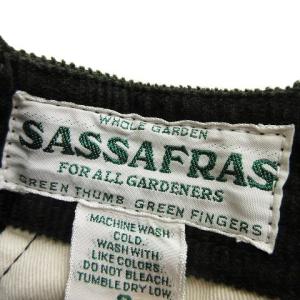 WHOLE GARDEN
SASSAFRAS
FOR ALL GARDENERS
GREEN THUMB GREEN FINGERS
MACHINE WASH
COLD.
WASH WITH
LIKE COLORS.
DO NOT BLEACH.
TUMBLE DRY LOW.